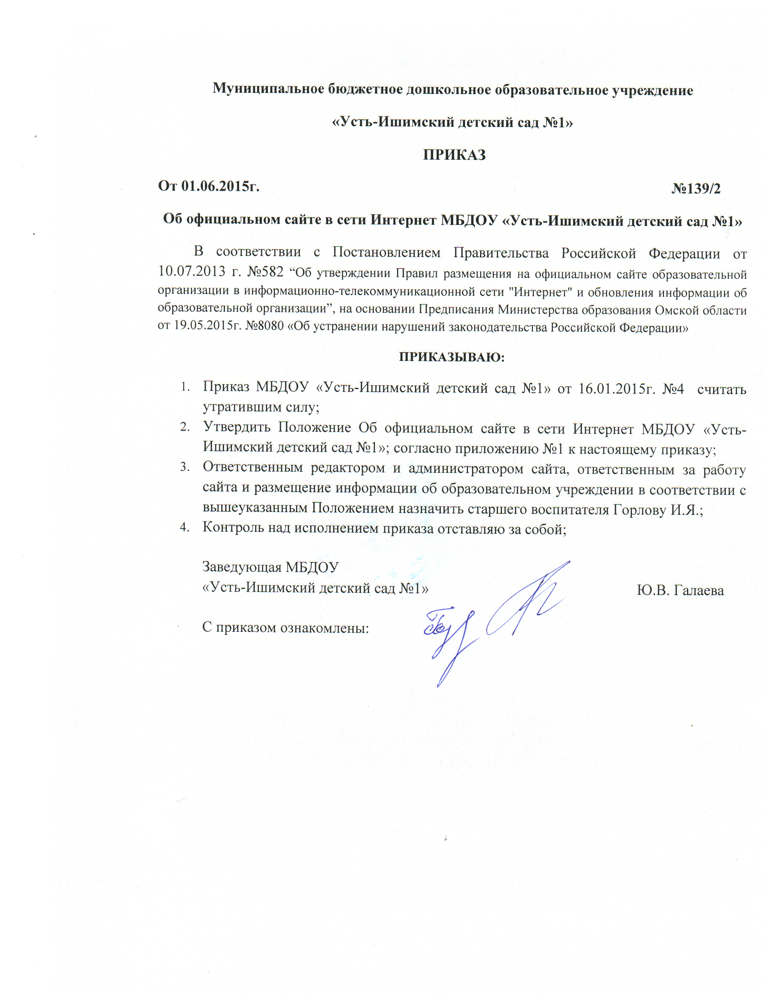 Муниципальное бюджетное дошкольное образовательное учреждение
«Усть-Ишимский детский сад №1»
ПРИКАЗ
От 01.06.2015г. №139/2
Об официальном сайте в сети Интернет МБДОУ «Усть-Ишимский детский сад №1»
В соответствии с Постановлением Правительства Российской Федерации от
10.07.2013 г. №582 “Об утверждении Правил размещения на официальном сайте образовательной
организации в информационно-телекоммуникационной сети "Интернет" и обновления информации об
образовательной организации”, на основании Предписания Министерства образования Омской области
от 19.05.2015г. №8080 «Об устранении нарушений законодательства Российской Федерации»
ПРИКАЗЫВАЮ:
1. Приказ МБДОУ «Усть-Ишимский детский сад №1» от 16.01.2015г. №4 считать
утратившим силу;
2. Утвердить Положение Об официальном сайте в сети Интернет МБДОУ «Усть-
Ишимский детский сад №1»; согласно приложению №1 к настоящему приказу;
3. Ответственным редактором и администратором сайта, ответственным за работу
сайта и размещение информации об образовательном учреждении в соответствии с
вышеуказанным Положением назначить старшего воспитателя Горлову И.Я.;
4. Контроль над исполнением приказа отставляю за собой;
Заведующая МБДОУ
«Усть-Ишимский детский сад №1» Ю.В. Галаева
С приказом ознакомлены: